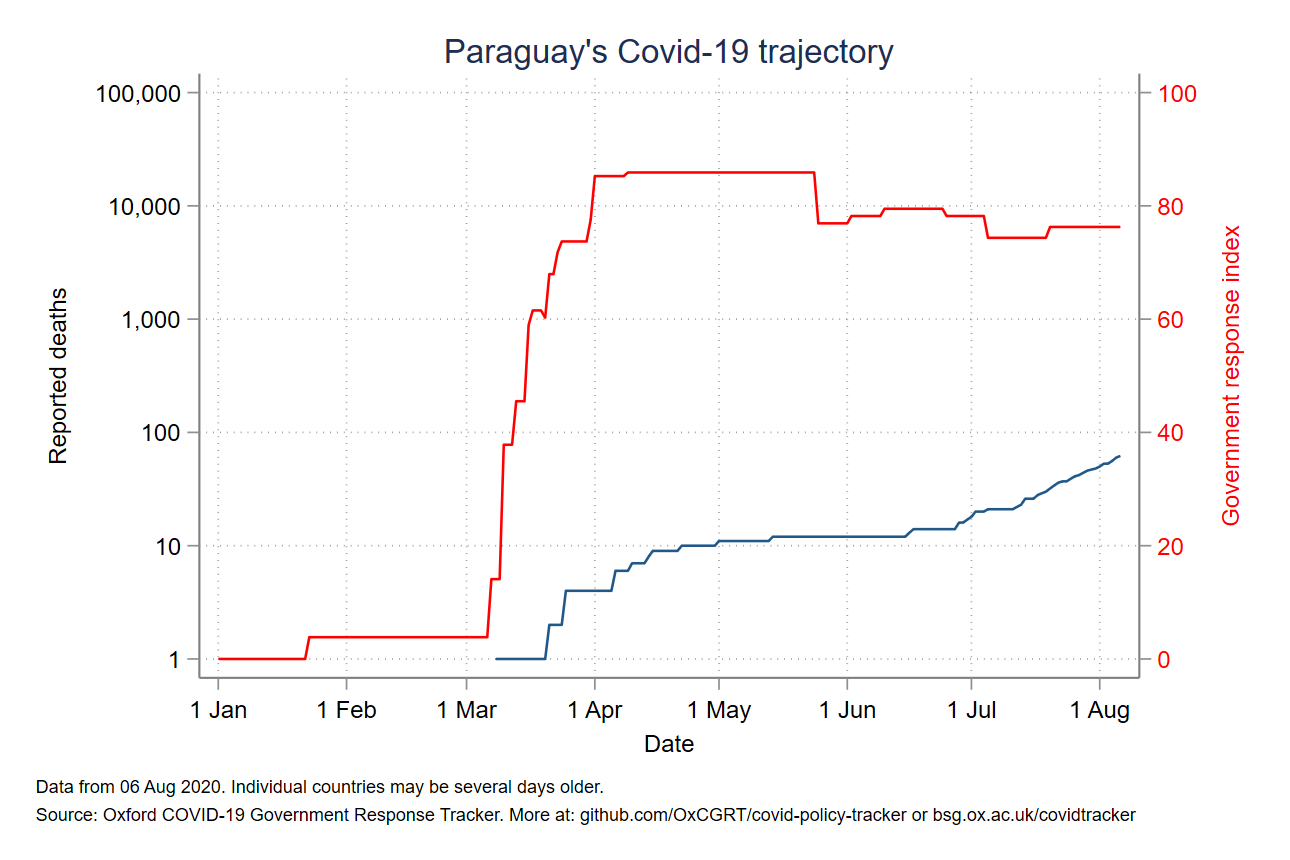 Paraguay's Covid-19 trajectory
100,000
10,000
1,000
100
10
1
Reported deaths
100
80
60
40
20
0
Government response index
1 Jan 1 Feb 1 Mar 1 Apr 1 May 1 Jun 1 Jul 1 Aug
Date
Data from 06 Aug 2020. Individual countries may be several days older.
Source: Oxford COVID-19 Government Response Tracker. More at: github.com/OxCGRT/covid-policy-tracker or bsg.ox.ac.uk/covidtracker